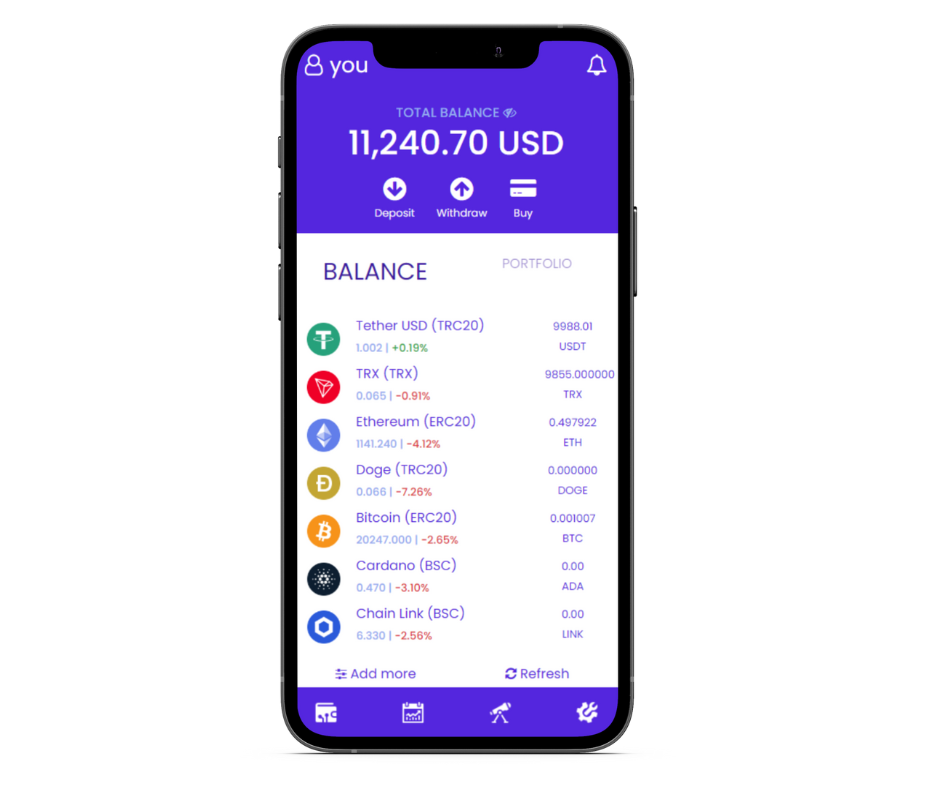 you
TOTAL BALANCE
11,240.70 USD
Deposit Withdraw Buy
BALANCE PORTFOLIO
Tether USD (TRC20) 9988.01
1.002 | +0.19% USDT
TRX (TRX) 9855.000000
0.065 | -0.91% TRX
Ethereum (ERC20) 0.497922
1141.240 | -4.12% ETH
Doge (TRC20) 0.000000
0.066 | -7.26% DOGE
Bitcoin (ERC20) 0.001007
20247.000 | -2.65% BTC
Cardano (BSC) 0.00
0.470 | -3.10% ADA
Chain Link (BSC) 0.00
6.330 | -2.56% LINK
Add more Refresh